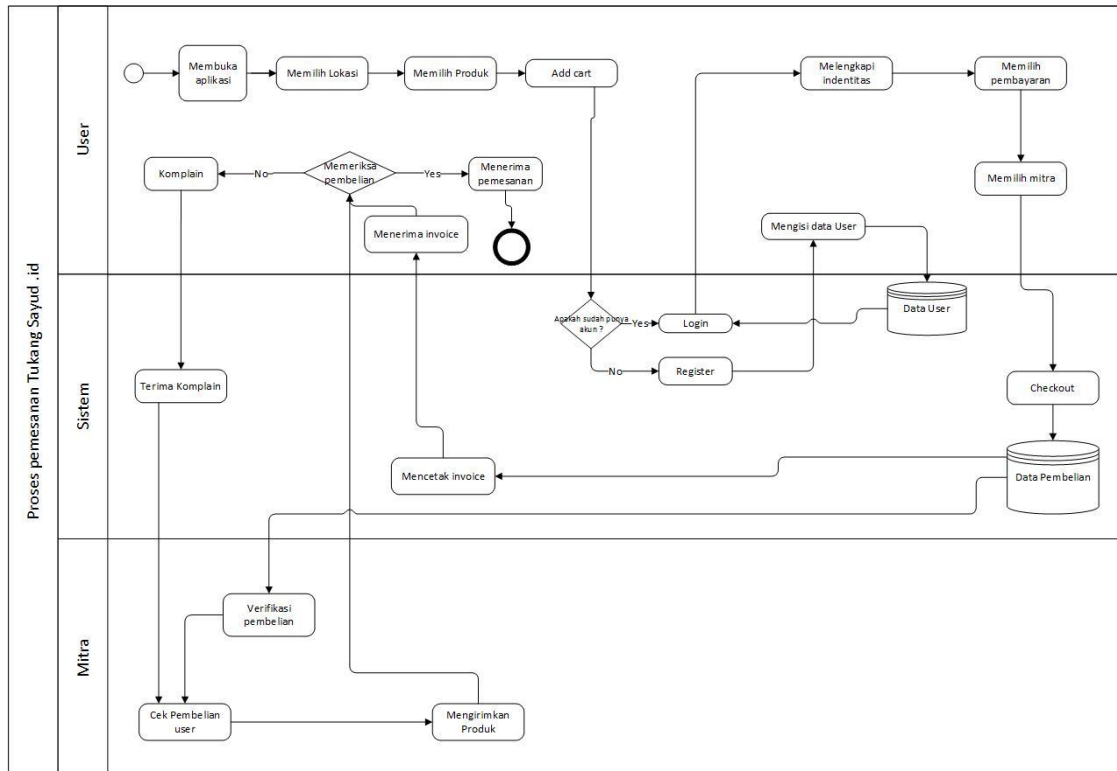 Proses pemesanan Tukang Sayud .id
User
Membuka
aplikasi
Memilih Lokasi
Memilih Produk
Add cart
Melengkapi
indentitas
Memilih
pembayaran
Komplain
No
Memeriksa
pembelian
Yes
Menerima
pemesanan
Memilih mitra
Menerima invoice
Mengisi data User
Sistem
Apakah sudah punya
akun ?
Yes
Login
Data User
No
Register
Terima Komplain
Checkout
Mencetak invoice
Data Pembelian
Mitra
Verifikasi
pembelian
Cek Pembelian
user
Mengirimkan
Produk